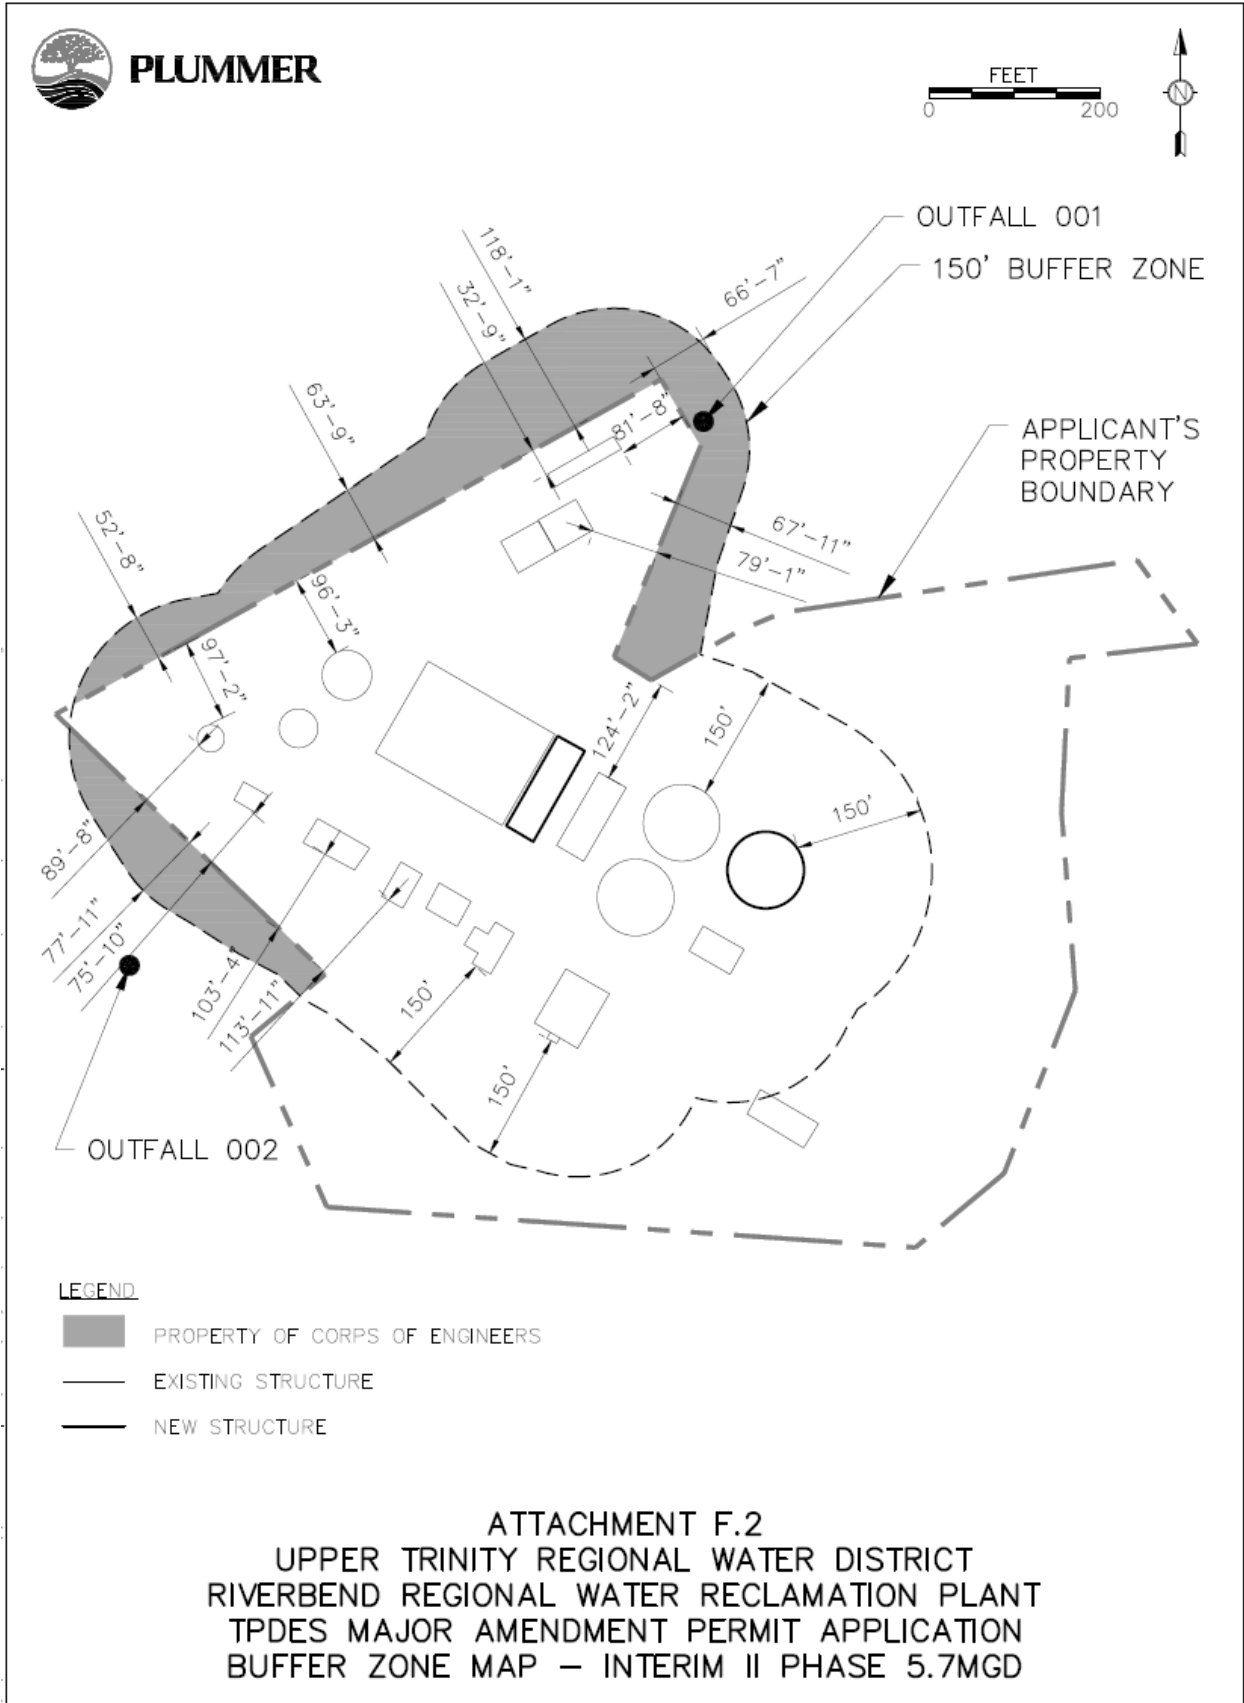 PLUMMER
FEET
0 200
N
OUTFALL 001
150' BUFFER ZONE
118'-1"
32'-9"
66'-7"
63'-9"
81'-8"
APPLICANT'S
PROPERTY
BOUNDARY
52'-8"
67'-11"
79'-1"
96'-3"
97'-2"
124'-2"
150'
150'
89'-8"
77'-11"
75'-10"
103'-4"
113'-11"
150'
150'
OUTFALL 002
LEGEND
PROPERTY OF CORPS OF ENGINEERS
EXISTING STRUCTURE
NEW STRUCTURE
ATTACHMENT F.2
UPPER TRINITY REGIONAL WATER DISTRICT
RIVERBEND REGIONAL WATER RECLAMATION PLANT
TPDES MAJOR AMENDMENT PERMIT APPLICATION
BUFFER ZONE MAP – INTERIM II PHASE 5.7MGD